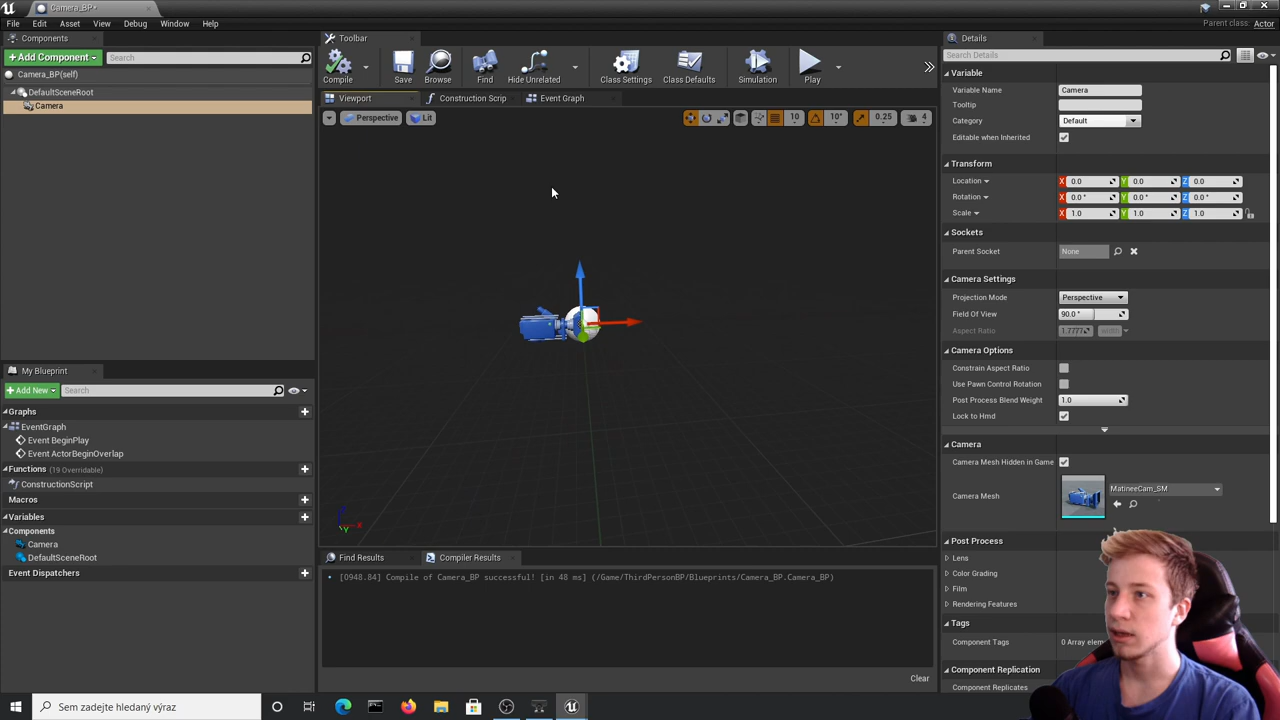 Camera_BP*
File Edit Asset View Debug Window Help
Parent class: Actor
Components
+ Add Component Search
Camera_BP(self)
DefaultSceneRoot
Camera
Toolbar
Compile Save Browse Find Hide Unrelated Class Settings Class Defaults Simulation Play
Viewport Construction Scrip Event Graph
Perspective Lit 10 10° 0.25 4
X
Y
My Blueprint
+ Add New Search
Graphs
EventGraph
Event BeginPlay
Event ActorBeginOverlap
Functions (19 Overridable)
ConstructionScript
Macros
Variables
Components
Camera
DefaultSceneRoot
Event Dispatchers
Find Results Compiler Results
[0948.84] Compile of Camera_BP successful! [in 48 ms] (/Game/ThirdPersonBP/Blueprints/Camera_BP.Camera_BP)
Clear
Details
Search Details
Variable
Variable Name Camera
Tooltip
Category Default
Editable when Inherited
Transform
Location X 0.0 Y 0.0 Z 0.0
Rotation X 0.0° Y 0.0° Z 0.0°
Scale X 1.0 Y 1.0 Z 1.0
Sockets
Parent Socket None
Camera Settings
Projection Mode Perspective
Field Of View 90.0°
Aspect Ratio 1.7777 width
Camera Options
Constrain Aspect Ratio
Use Pawn Control Rotation
Post Process Blend Weight 1.0
Lock to Hmd
Camera
Camera Mesh Hidden in Game
Camera Mesh MatineeCam_SM
Post Process
Lens
Color Grading
Film
Rendering Features
Tags
Component Tags 0 Array elem
Component Replication
Component Replicates
Sem zadejte hledaný výraz